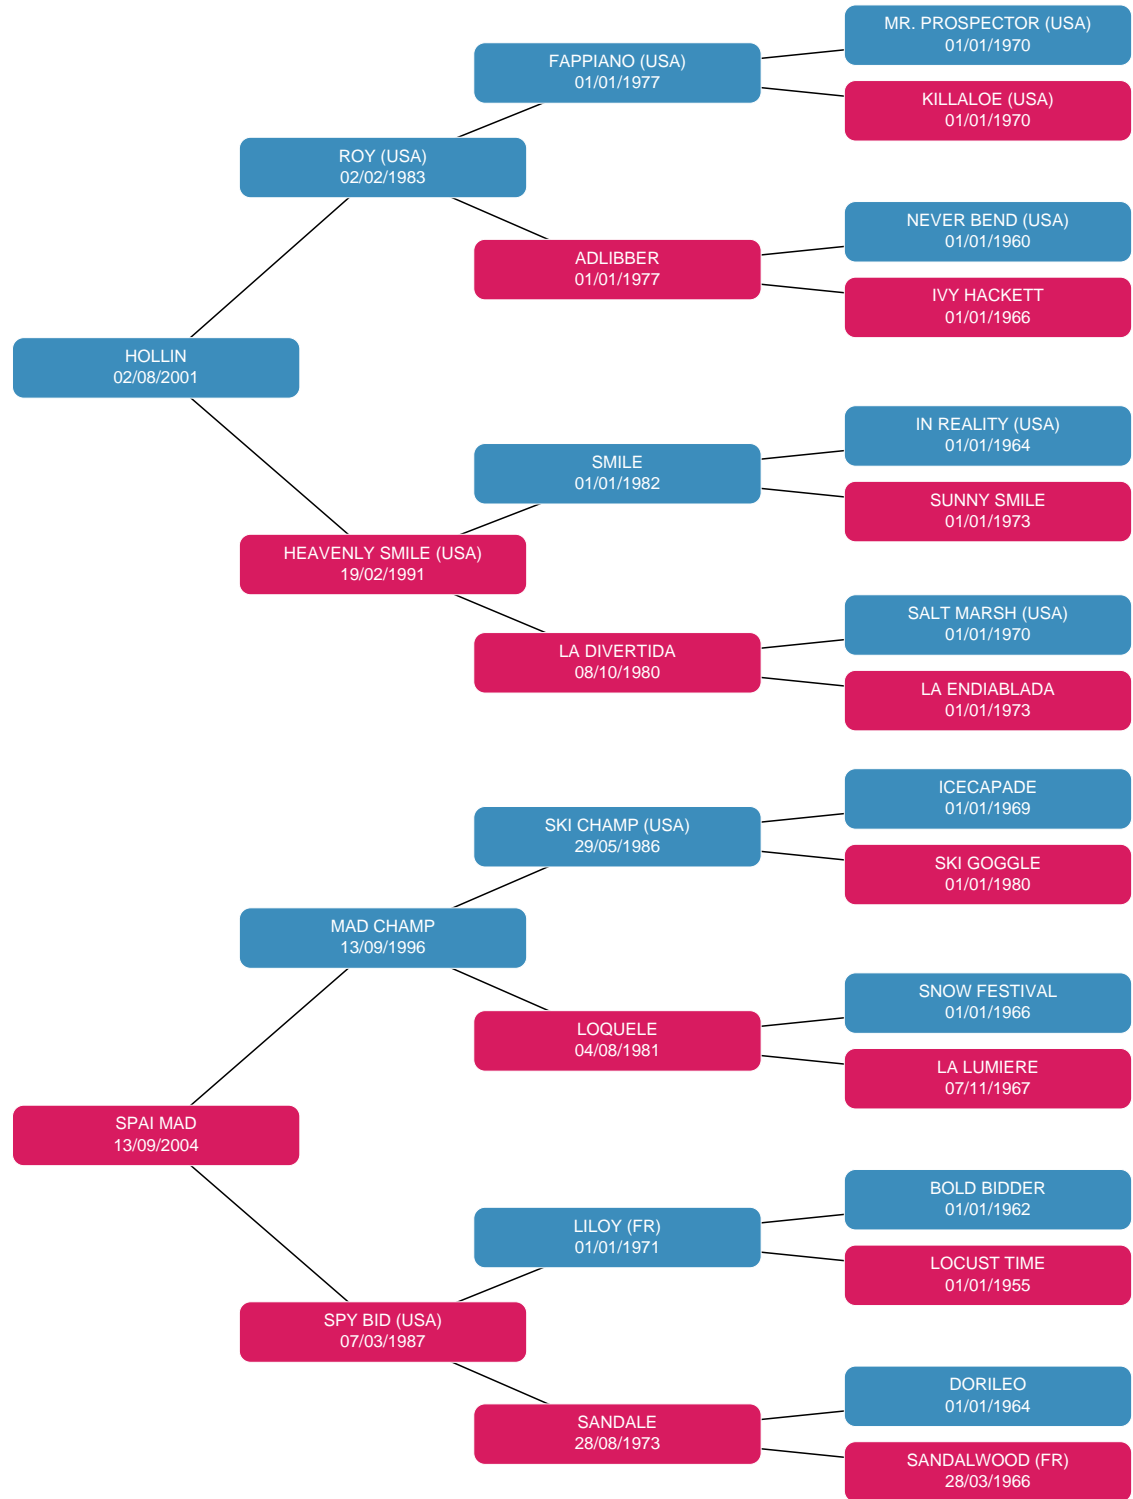 MR. PROSPECTOR (USA)
01/01/1970
FAPPIANO (USA)
01/01/1977
KILLALOE (USA)
01/01/1970
ROY (USA)
02/02/1983
NEVER BEND (USA)
01/01/1960
ADLIBBER
01/01/1977
IVY HACKETT
01/01/1966
HOLLIN
02/08/2001
IN REALITY (USA)
01/01/1964
SMILE
01/01/1982
SUNNY SMILE
01/01/1973
HEAVENLY SMILE (USA)
19/02/1991
SALT MARSH (USA)
01/01/1970
LA DIVERTIDA
08/10/1980
LA ENDIABLADA
01/01/1973
ICECAPADE
01/01/1969
SKI CHAMP (USA)
29/05/1986
SKI GOGGLE
01/01/1980
MAD CHAMP
13/09/1996
SNOW FESTIVAL
01/01/1966
LOQUELE
04/08/1981
LA LUMIERE
07/11/1967
SPAI MAD
13/09/2004
BOLD BIDDER
01/01/1962
LILOY (FR)
01/01/1971
LOCUST TIME
01/01/1955
SPY BID (USA)
07/03/1987
DORILEO
01/01/1964
SANDALE
28/08/1973
SANDALWOOD (FR)
28/03/1966